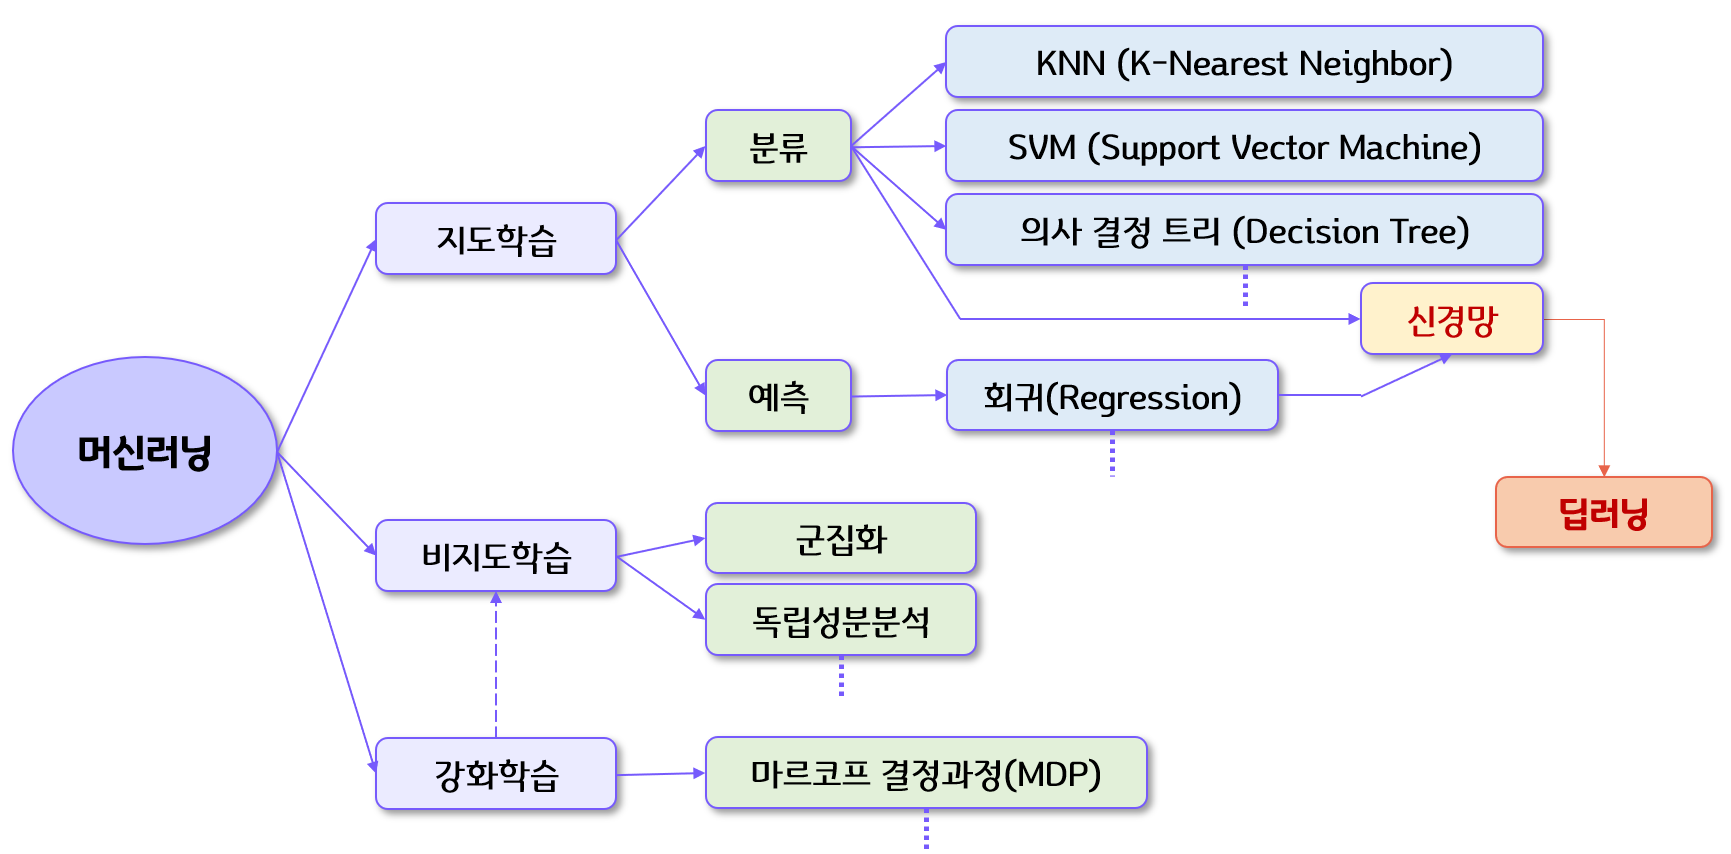 KNN (K-Nearest Neighbor)
분류
SVM (Support Vector Machine)
지도학습
의사 결정 트리 (Decision Tree)
신경망
예측
회귀(Regression)
머신러닝
딥러닝
비지도학습
군집화
독립성분분석
강화학습
마르코프 결정과정(MDP)